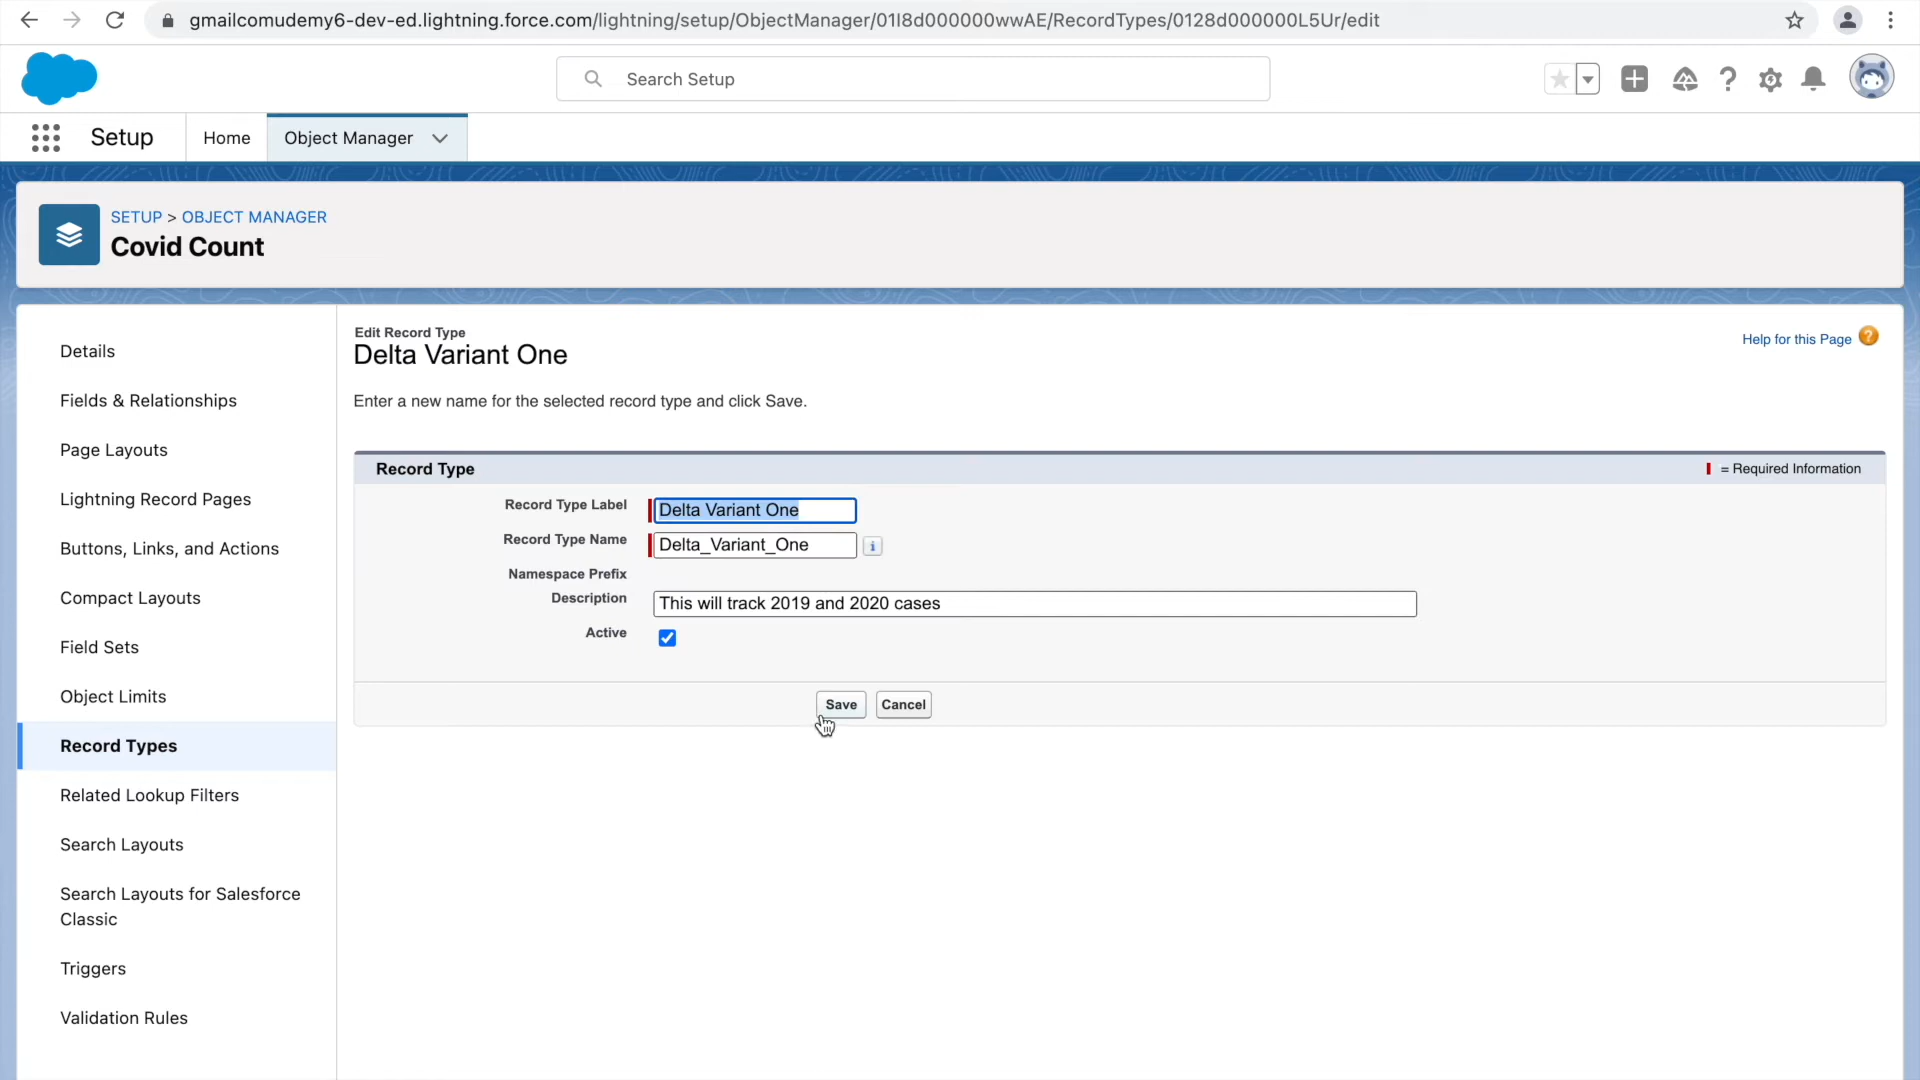 gmailcomudemy6-dev-ed.lightning.force.com/lightning/setup/ObjectManager/01I8d000000wwAE/RecordTypes/0128d000000L5Ur/edit
Search Setup
Setup
Home
Object Manager
SETUP > OBJECT MANAGER
Covid Count
Details
Fields & Relationships
Page Layouts
Lightning Record Pages
Buttons, Links, and Actions
Compact Layouts
Field Sets
Object Limits
Record Types
Related Lookup Filters
Search Layouts
Search Layouts for Salesforce
Classic
Triggers
Validation Rules
Edit Record Type
Delta Variant One
Help for this Page
Enter a new name for the selected record type and click Save.
Record Type
= Required Information
Record Type Label Delta Variant One
Record Type Name Delta_Variant_One
Namespace Prefix
Description This will track 2019 and 2020 cases
Active
Save Cancel